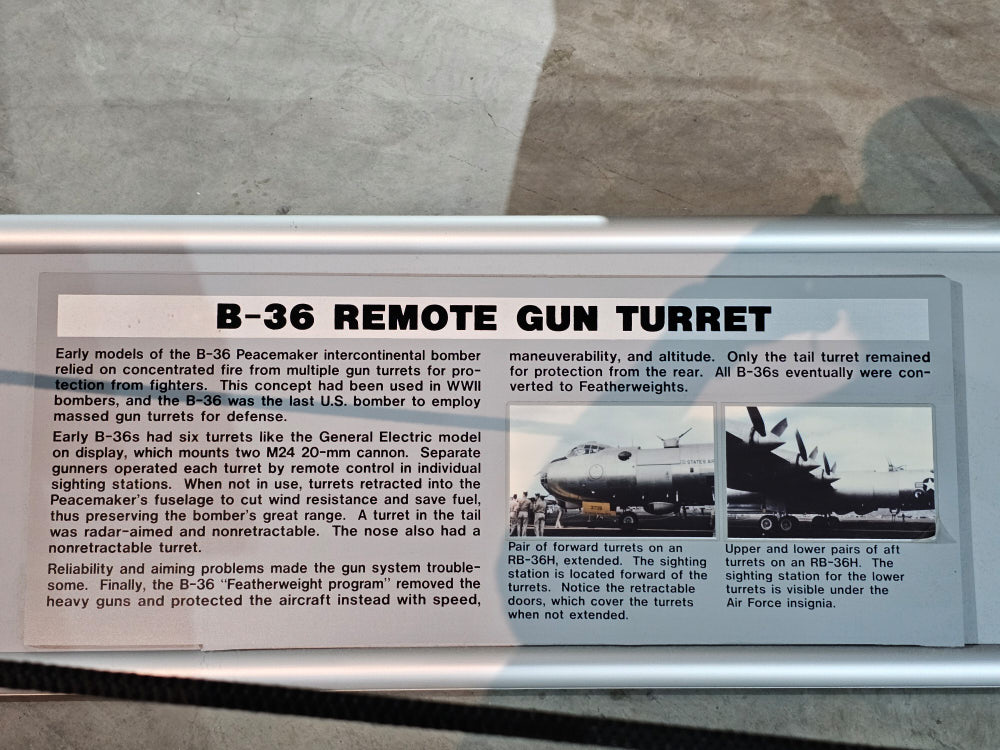 B-36 REMOTE GUN TURRET
Early models of the B-36 Peacemaker intercontinental bomber
relied on concentrated fire from multiple gun turrets for pro-
tection from fighters. This concept had been used in WWII
bombers, and the B-36 was the last U.S. bomber to employ
massed gun turrets for defense.
Early B-36s had six turrets like the General Electric model
on display, which mounts two M24 20-mm cannon. Separate
gunners operated each turret by remote control in individual
sighting stations. When not in use, turrets retracted into the
Peacemaker's fuselage to cut wind resistance and save fuel,
thus preserving the bomber's great range. A turret in the tail
was radar-aimed and nonretractable. The nose also had a
nonretractable turret.
Reliability and aiming problems made the gun system trouble-
some. Finally, the B-36 "Featherweight program" removed the
heavy guns and protected the aircraft instead with speed,
maneuverability, and altitude. Only the tail turret remained
for protection from the rear. All B-36s eventually were con-
verted to Featherweights.
Pair of forward turrets on an
RB-36H, extended. The sighting
station is located forward of the
turrets. Notice the retractable
doors, which cover the turrets
when not extended.
Upper and lower pairs of aft
turrets on an RB-36H. The
sighting station for the lower
turrets is visible under the
Air Force insignia.